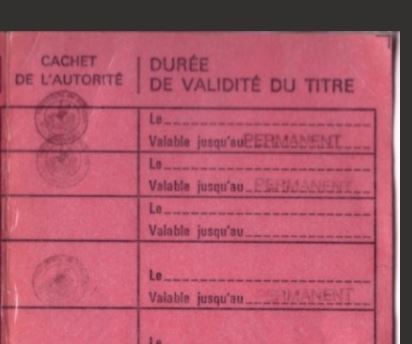 CACHET
DE L'AUTORITÉ
DURÉE
DE VALIDITÉ DU TITRE
Le
Valable jusqu'au PERMANENT
Le
Valable jusqu'au PERMANENT
Le
Valable jusqu'au
Le
Valable jusqu'au PERMANENT
Le